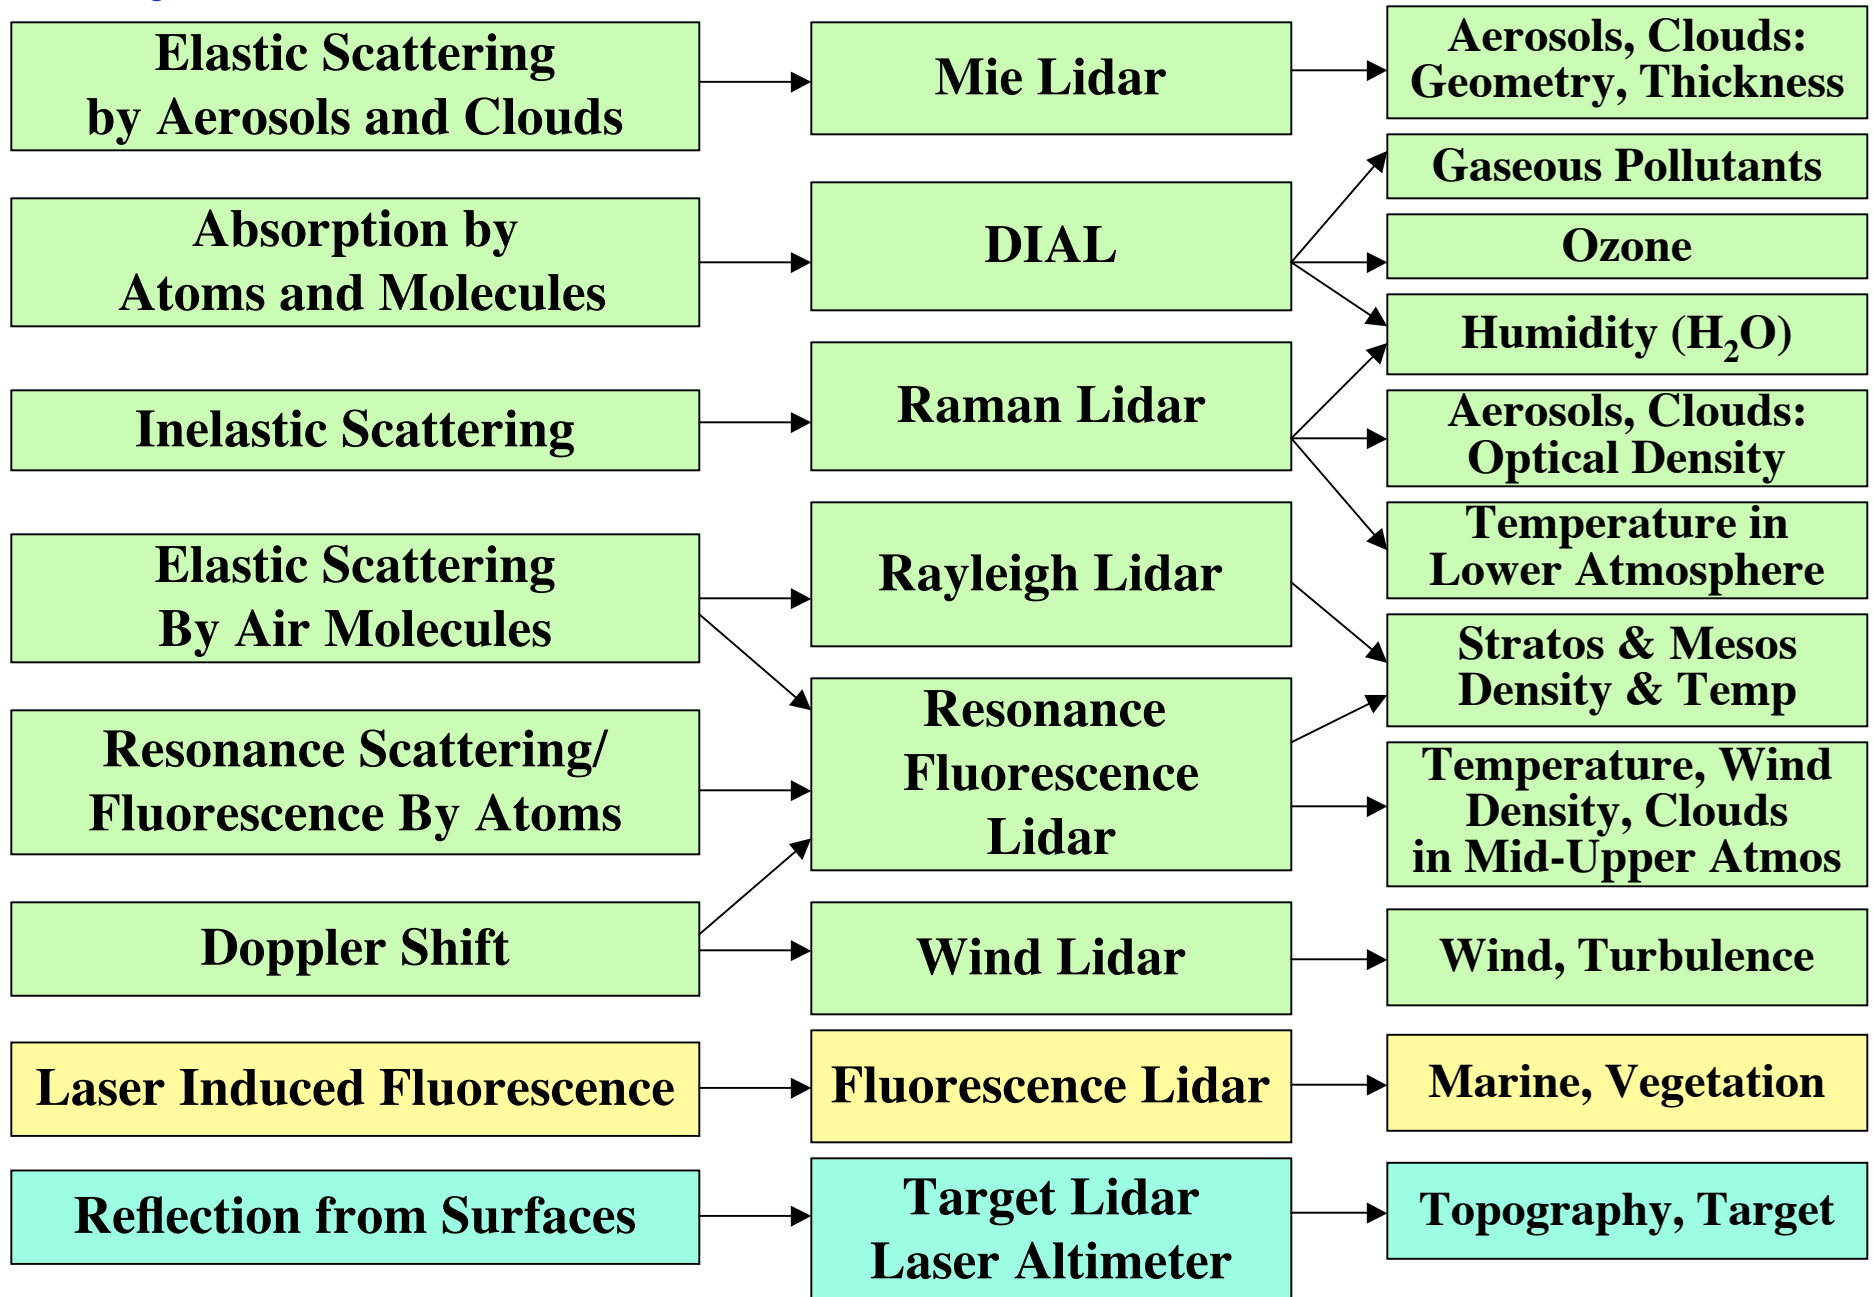 Elastic Scattering
by Aerosols and Clouds
Mie Lidar
Aerosols, Clouds:
Geometry, Thickness
Absorption by
Atoms and Molecules
DIAL
Gaseous Pollutants
Ozone
Humidity (H₂O)
Inelastic Scattering
Raman Lidar
Aerosols, Clouds:
Optical Density
Temperature in
Lower Atmosphere
Elastic Scattering
By Air Molecules
Rayleigh Lidar
Stratos & Mesos
Density & Temp
Resonance Scattering/
Fluorescence By Atoms
Resonance
Fluorescence
Lidar
Temperature, Wind
Density, Clouds
in Mid-Upper Atmos
Doppler Shift
Wind Lidar
Wind, Turbulence
Laser Induced Fluorescence
Fluorescence Lidar
Marine, Vegetation
Reflection from Surfaces
Target Lidar
Laser Altimeter
Topography, Target